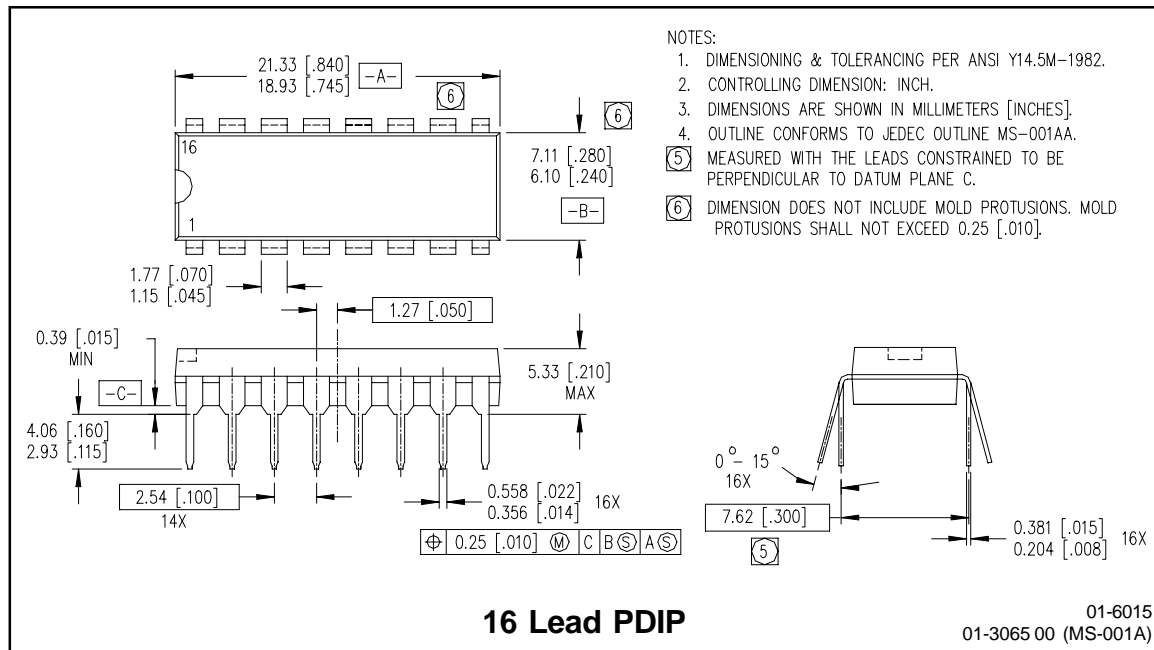 21.33 [.840]
18.93 [.745]
-A-
6
6
16
1
7.11 [.280]
6.10 [.240]
-B-
NOTES:
1. DIMENSIONING & TOLERANCING PER ANSI Y14.5M-1982.
2. CONTROLLING DIMENSION: INCH.
3. DIMENSIONS ARE SHOWN IN MILLIMETERS [INCHES].
4. OUTLINE CONFORMS TO JEDEC OUTLINE MS-001AA.
5 MEASURED WITH THE LEADS CONSTRAINED TO BE
PERPENDICULAR TO DATUM PLANE C.
6 DIMENSION DOES NOT INCLUDE MOLD PROTUSIONS. MOLD
PROTUSIONS SHALL NOT EXCEED 0.25 [.010].
1.77 [.070]
1.15 [.045]
1.27 [.050]
0.39 [.015]
MIN
-C-
5.33 [.210]
MAX
4.06 [.160]
2.93 [.115]
2.54 [.100]
14X
0.558 [.022]
0.356 [.014]
16X
⌖ 0.25 [.010] Ⓜ C B Ⓢ A Ⓢ
0°- 15°
16X
7.62 [.300]
5
0.381 [.015]
0.204 [.008]
16X
16 Lead PDIP
01-6015
01-3065 00 (MS-001A)